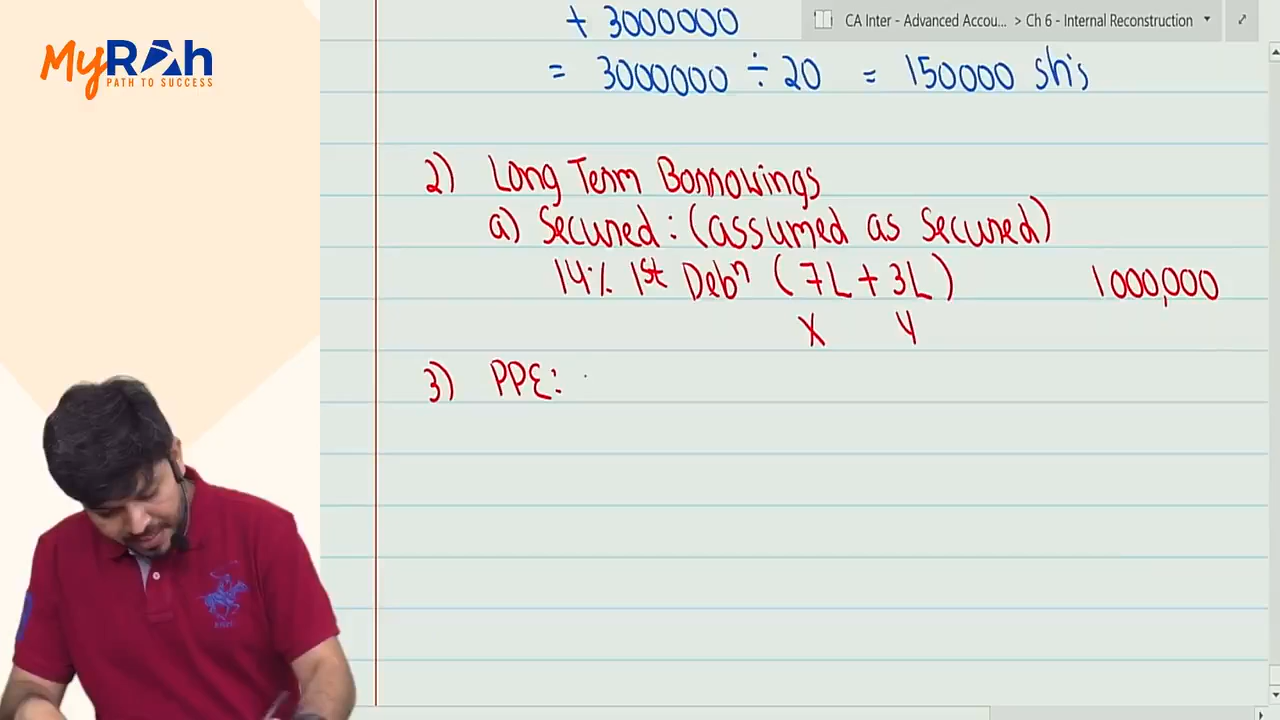 MyRAh
PATH TO SUCCESS
CA Inter - Advanced Accou... > Ch 6 - Internal Reconstruction
+ 3000000
= 3000000 ÷ 20 = 150000 sh's
2) Long Term Borrowings
a) Secured : (assumed as secured)
14% 1st Debⁿ (7L + 3L) 1000,000
X Y
3) PPE: